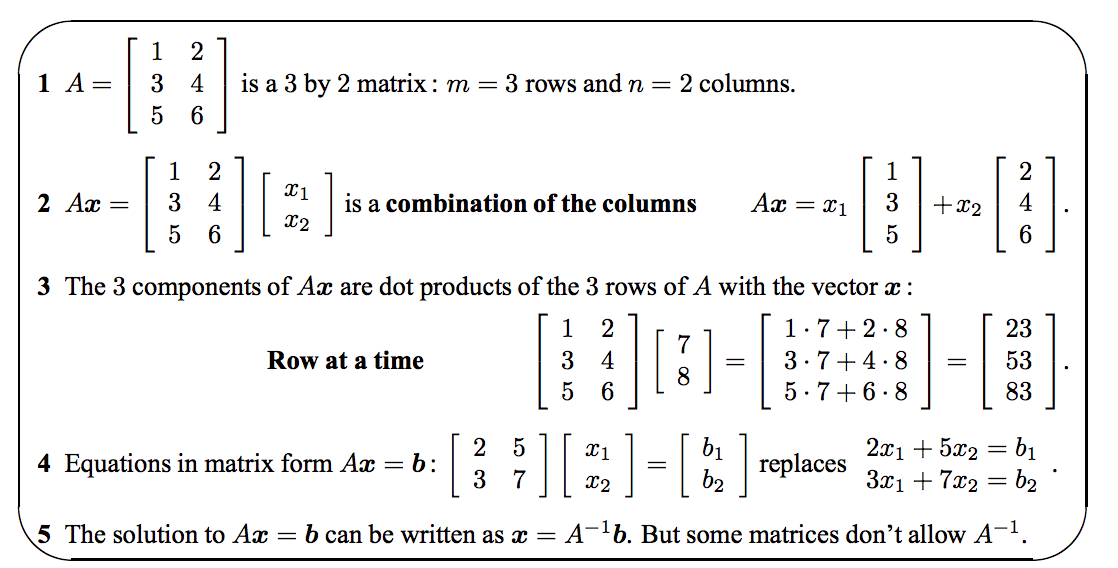 1 A = [ 1 2 ; 3 4 ; 5 6 ] is a 3 by 2 matrix : m = 3 rows and n = 2 columns.
2 Ax = [ 1 2 ; 3 4 ; 5 6 ] [ x₁ ; x₂ ] is a combination of the columns Ax = x₁ [ 1 ; 3 ; 5 ] + x₂ [ 2 ; 4 ; 6 ] .
3 The 3 components of Ax are dot products of the 3 rows of A with the vector x :
Row at a time [ 1 2 ; 3 4 ; 5 6 ] [ 7 ; 8 ] = [ 1 · 7 + 2 · 8 ; 3 · 7 + 4 · 8 ; 5 · 7 + 6 · 8 ] = [ 23 ; 53 ; 83 ] .
4 Equations in matrix form Ax = b : [ 2 5 ; 3 7 ] [ x₁ ; x₂ ] = [ b₁ ; b₂ ] replaces 2x₁ + 5x₂ = b₁ ; 3x₁ + 7x₂ = b₂ .
5 The solution to Ax = b can be written as x = A⁻¹b. But some matrices don’t allow A⁻¹.